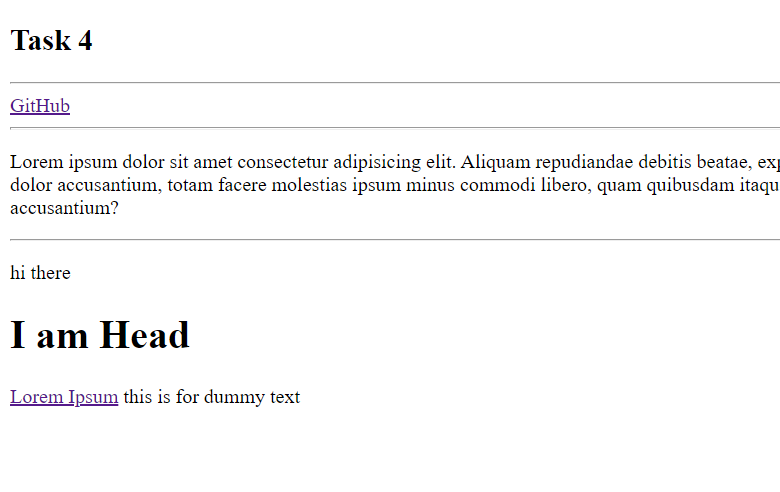 Task 4
GitHub
Lorem ipsum dolor sit amet consectetur adipisicing elit. Aliquam repudiandae debitis beatae,
dolor accusantium, totam facere molestias ipsum minus commodi libero, quam quibusdam
accusantium?
hi there
I am Head
Lorem Ipsum this is for dummy text